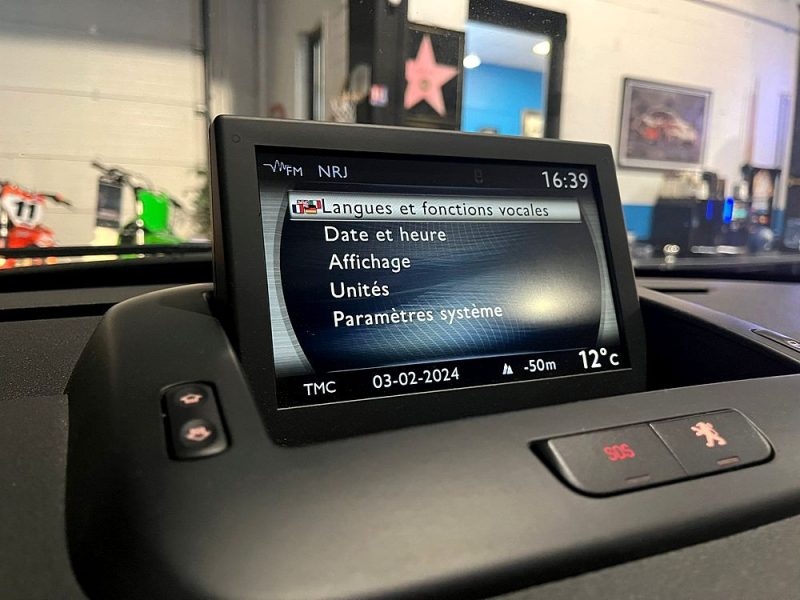 FM NRJ 16:39
Langues et fonctions vocales
Date et heure
Affichage
Unités
Paramètres système
TMC 03-02-2024 -50m 12°C
SOS
11